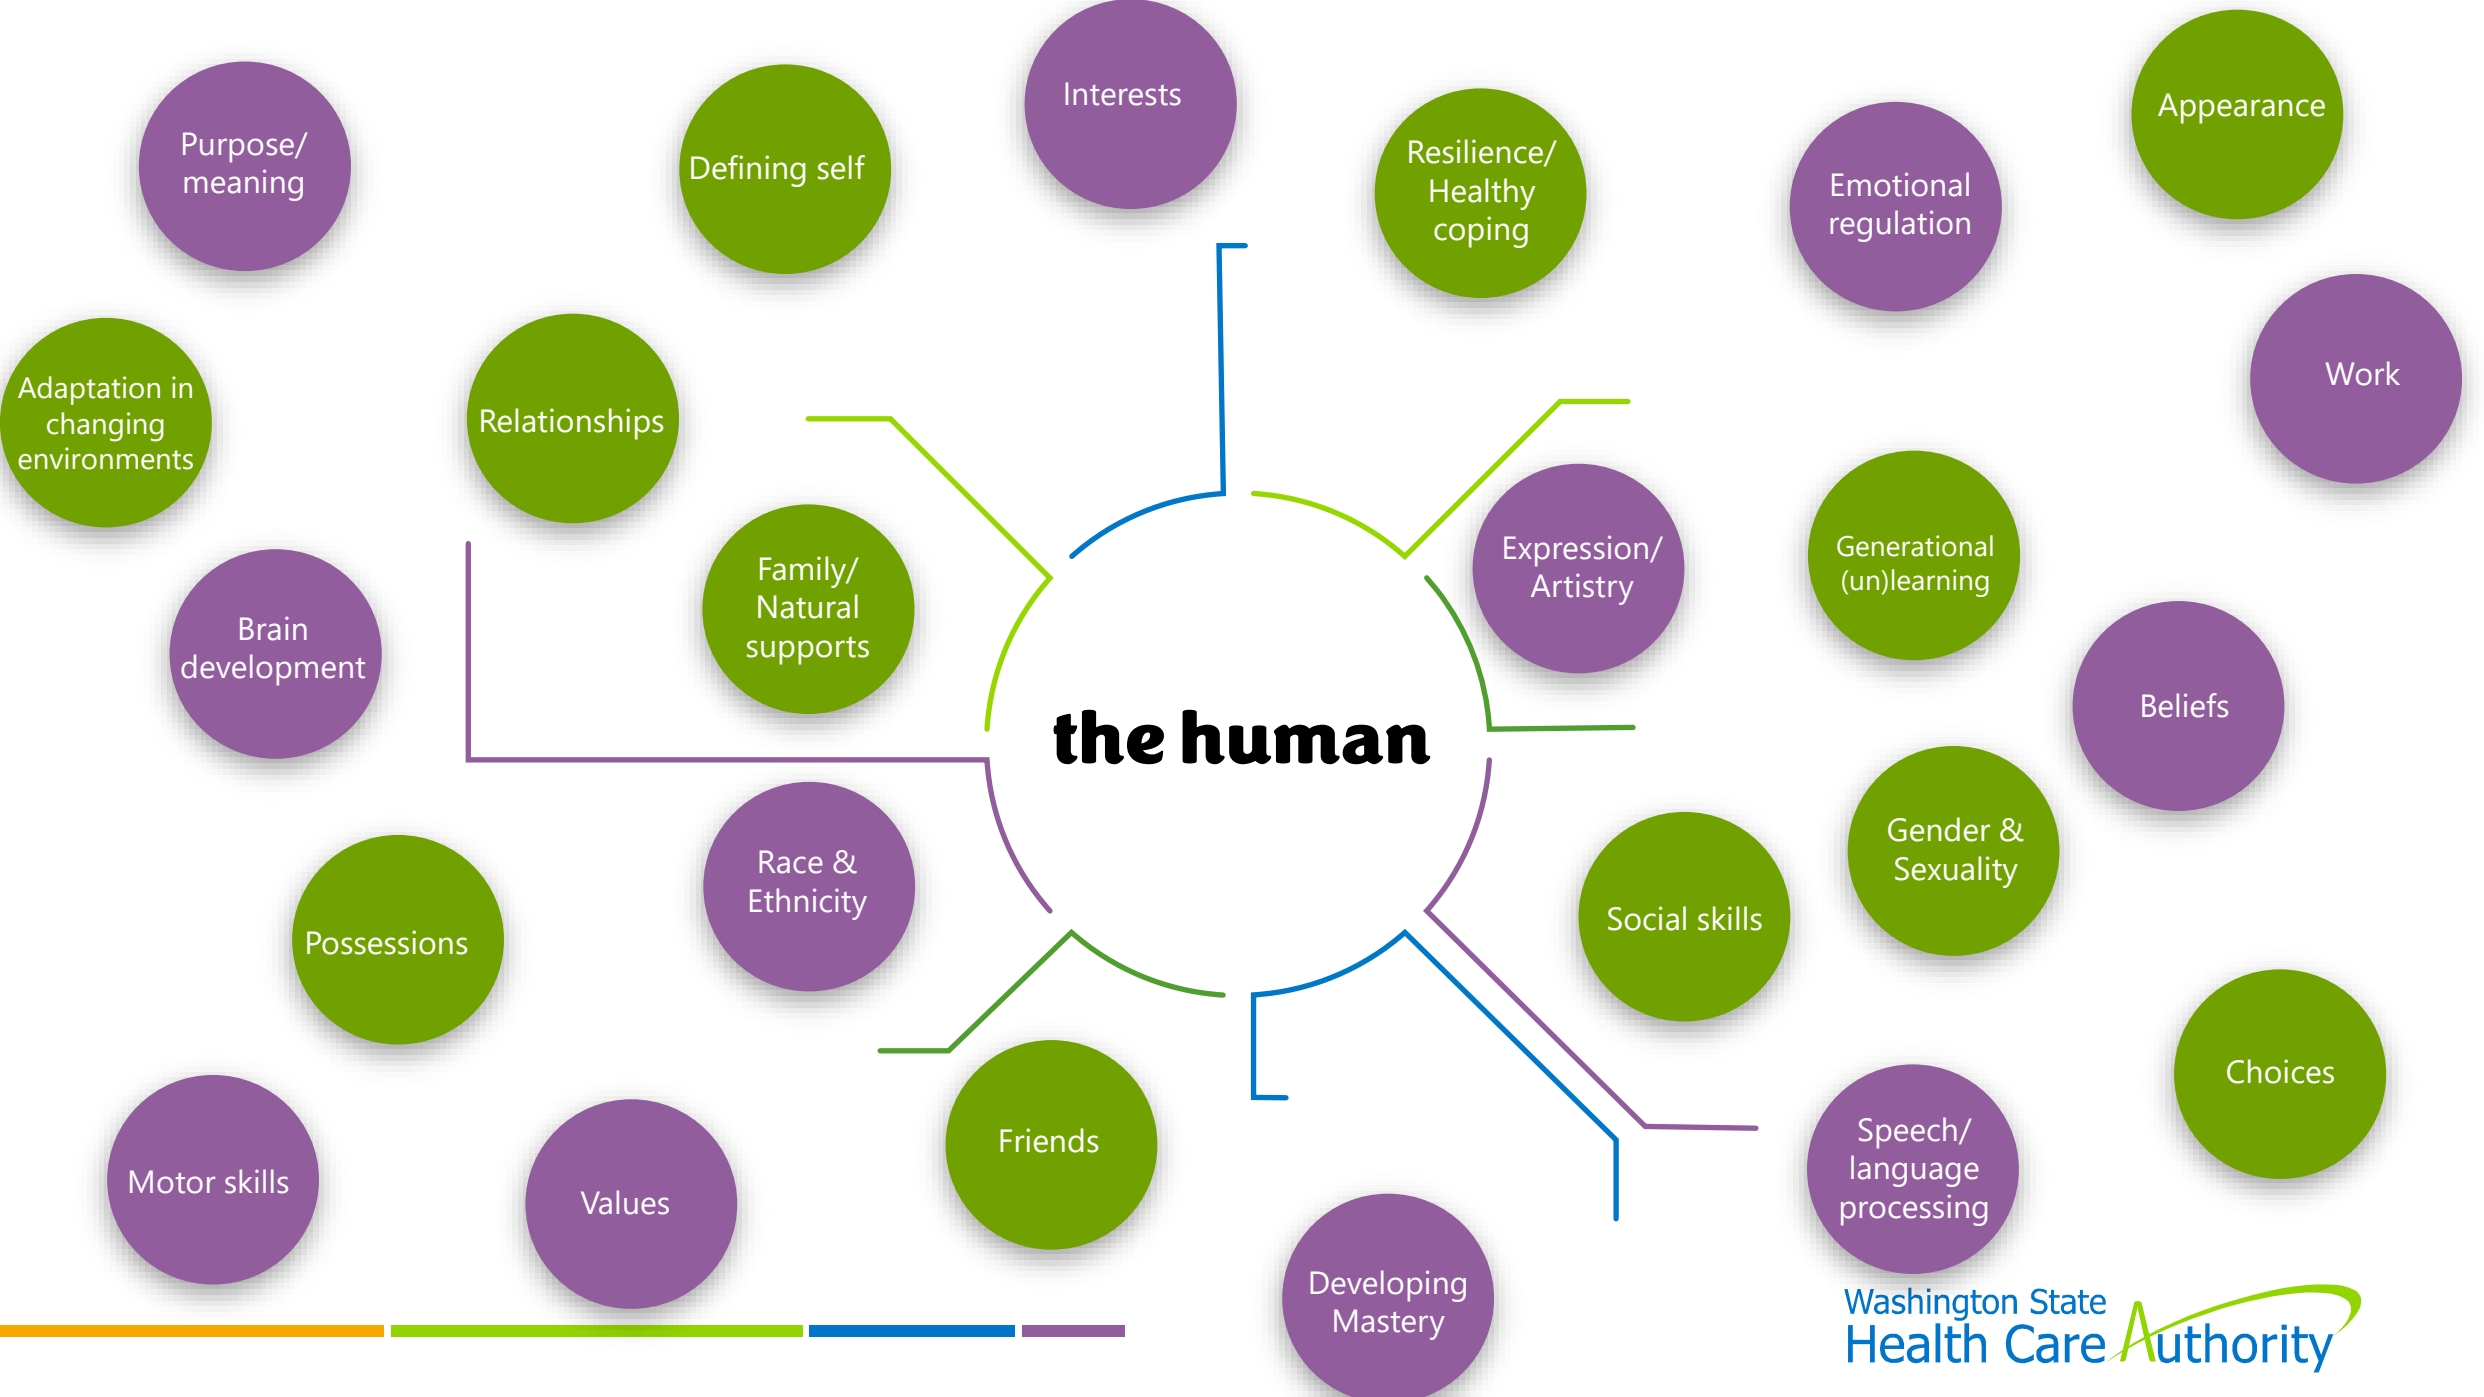 Interests
Appearance
Purpose/
meaning
Defining self
Resilience/
Healthy
coping
Emotional
regulation
Work
Adaptation in
changing
environments
Relationships
Family/
Natural
supports
Expression/
Artistry
Generational
(un)learning
Brain
development
Beliefs
the human
Race &
Ethnicity
Gender &
Sexuality
Possessions
Social skills
Choices
Motor skills
Values
Friends
Speech/
language
processing
Developing
Mastery
Washington State
Health Care Authority